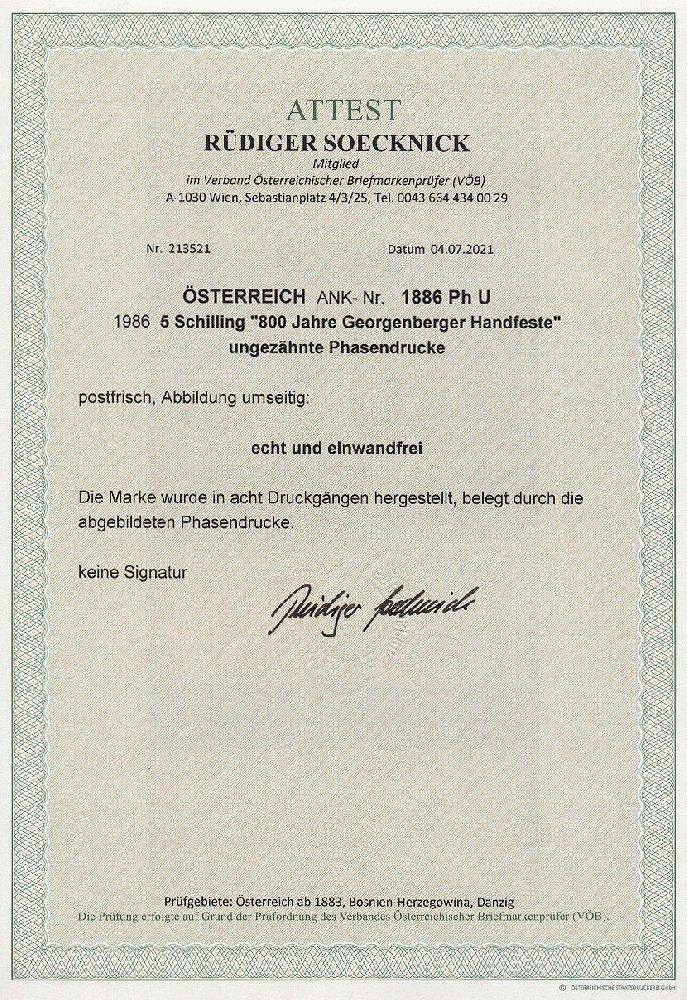 ATTEST
RÜDIGER SOECKNICK
Mitglied
im Verband Österreichischer Briefmarkenprüfer (VÖB)
A-1030 Wien, Sebastianplatz 4/3/25, Tel. 0043 664 434 00 29
Nr. 213521 Datum 04.07.2021
ÖSTERREICH ANK- Nr. 1886 Ph U
1986 5 Schilling "800 Jahre Georgenberger Handfeste"
ungezähnte Phasendrucke
postfrisch, Abbildung umseitig:
echt und einwandfrei
Die Marke wurde in acht Druckgängen hergestellt, belegt durch die
abgebildeten Phasendrucke.
keine Signatur
Rüdiger Soecknick
Prüfgebiete: Österreich ab 1883, Bosnien Herzegowina, Danzig
Die Prüfung erfolgte auf Grund der Prüfordnung des Verbandes Österreichischer Briefmarkenprüfer (VÖB).
© ÖSTERREICHISCHE STAATSDRUCKEREI GmbH